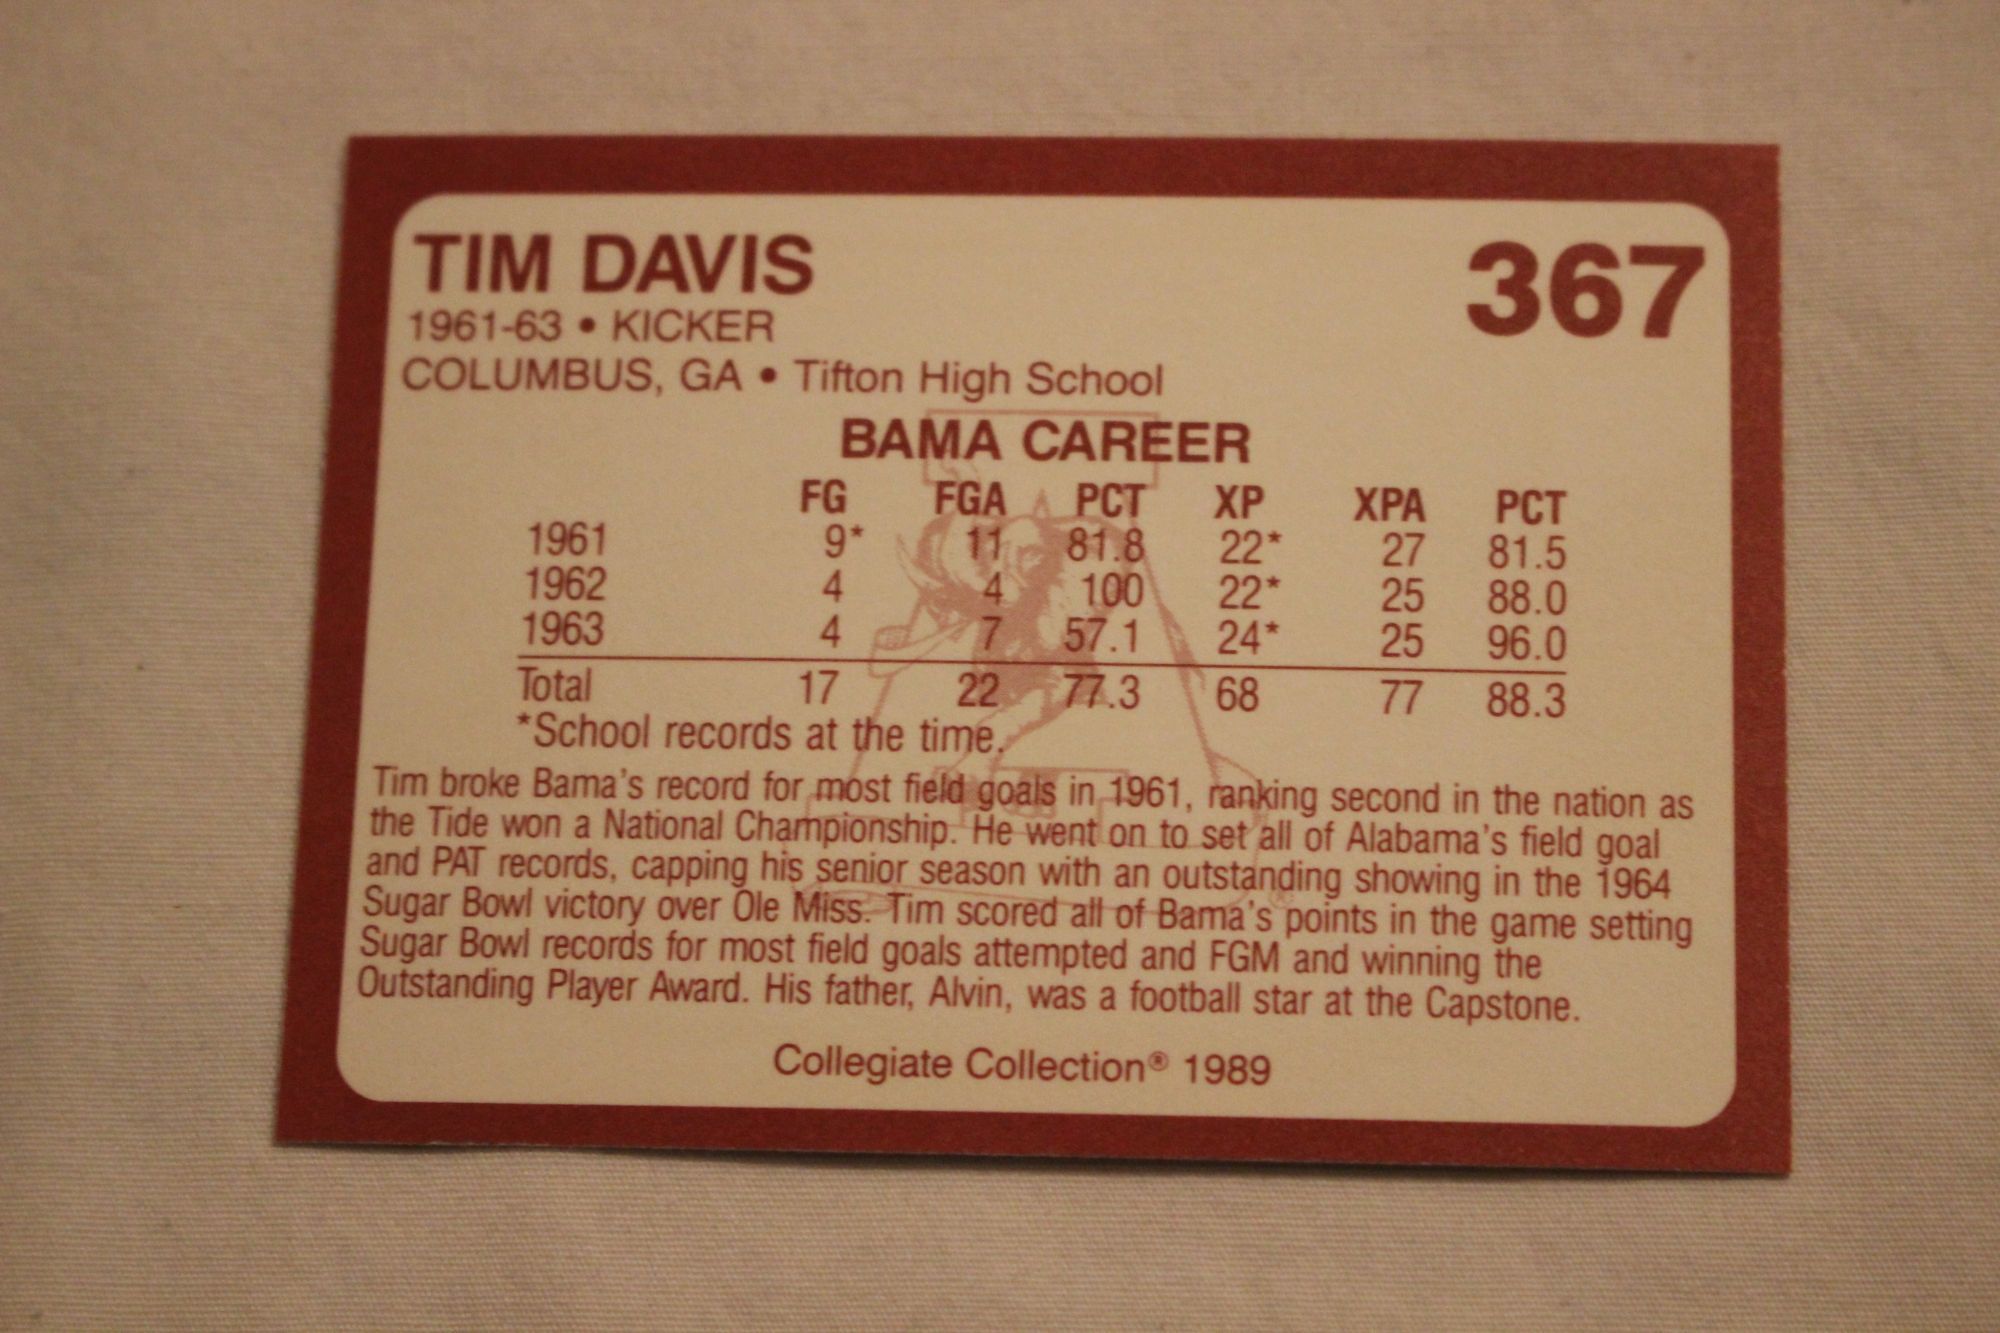 TIM DAVIS 367
1961-63 • KICKER
COLUMBUS, GA • Tifton High School
BAMA CAREER
FG FGA PCT XP XPA PCT
1961 9* 11 81.8 22* 27 81.5
1962 4 4 100 22* 25 88.0
1963 4 7 57.1 24* 25 96.0
Total 17 22 77.3 68 77 88.3
*School records at the time.
Tim broke Bama's record for most field goals in 1961, ranking second in the nation as
the Tide won a National Championship. He went on to set all of Alabama's field goal
and PAT records, capping his senior season with an outstanding showing in the 1964
Sugar Bowl victory over Ole Miss. Tim scored all of Bama's points in the game setting
Sugar Bowl records for most field goals attempted and FGM and winning the
Outstanding Player Award. His father, Alvin, was a football star at the Capstone.
Collegiate Collection® 1989